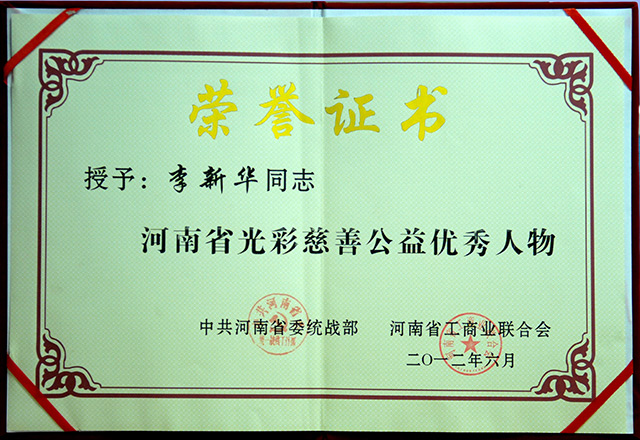 荣誉证书
授予：李新华同志
河南省光彩慈善公益优秀人物
中共河南省委统战部 河南省工商业联合会
二〇一二年六月